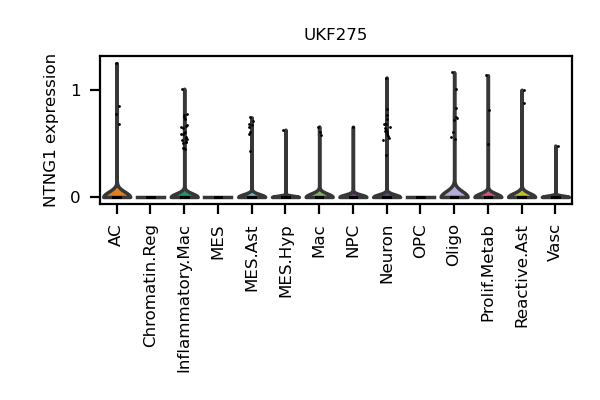 UKF275
NTNG1 expression
1
0
AC
Chromatin.Reg
Inflammatory.Mac
MES
MES.Ast
MES.Hyp
Mac
NPC
Neuron
OPC
Oligo
Prolif.Metab
Reactive.Ast
Vasc